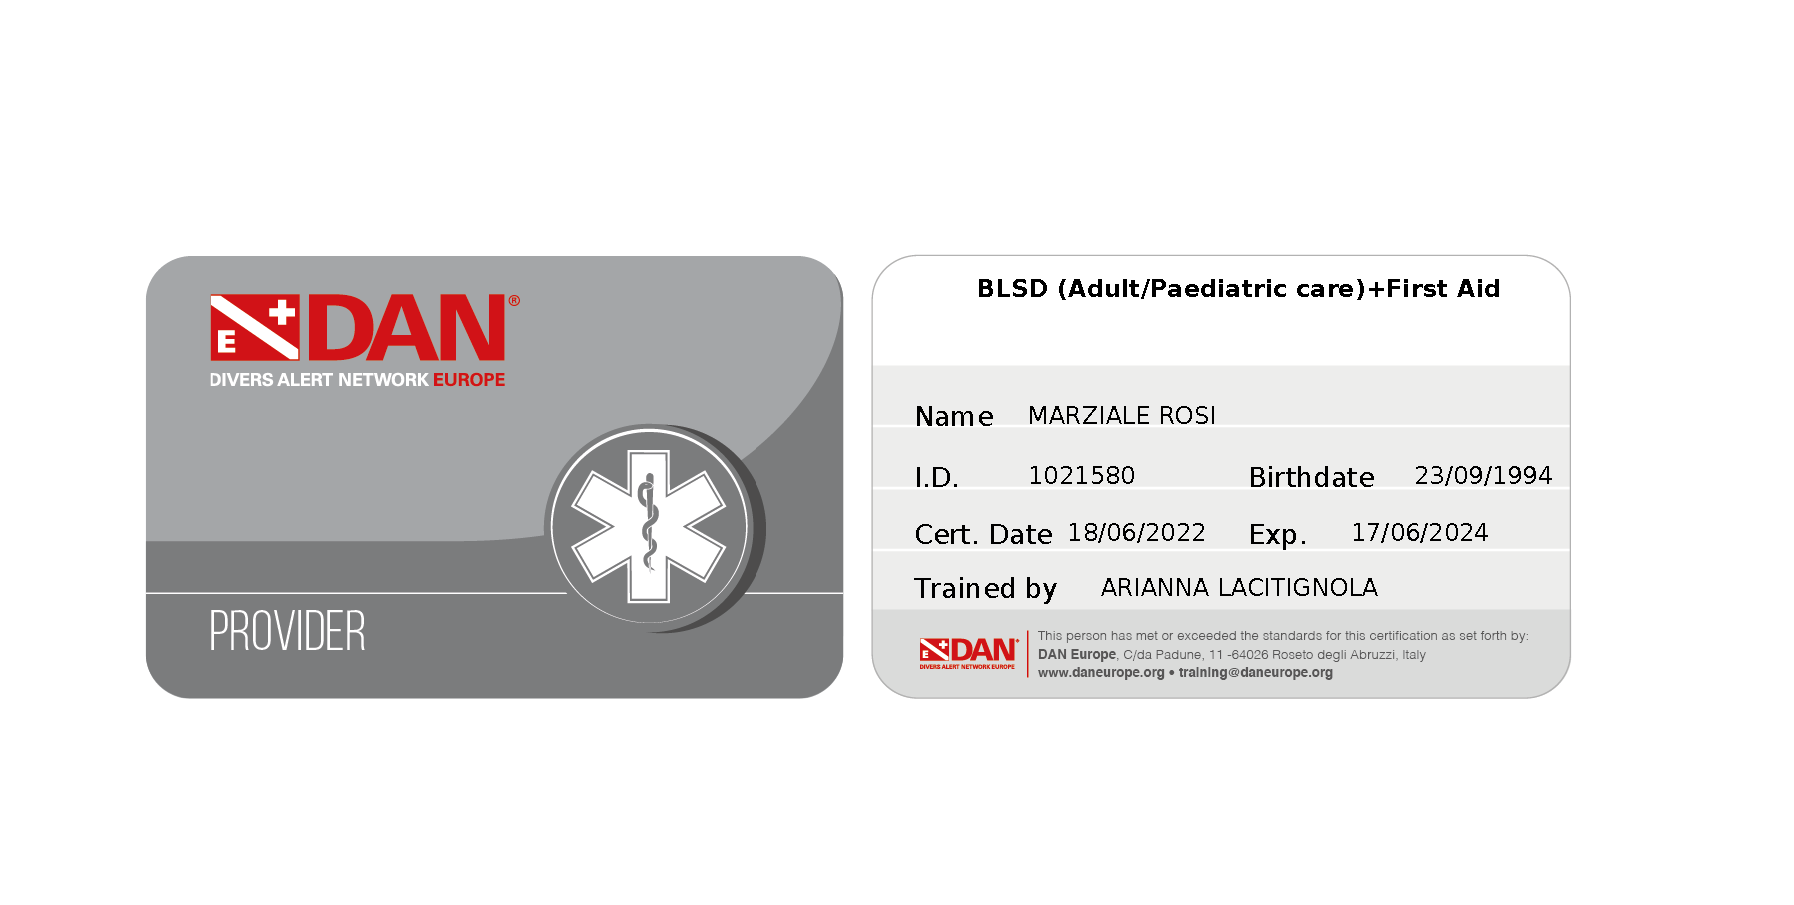 E DAN®
DIVERS ALERT NETWORK EUROPE
PROVIDER
BLSD (Adult/Paediatric care)+First Aid
Name MARZIALE ROSI
I.D. 1021580 Birthdate 23/09/1994
Cert. Date 18/06/2022 Exp. 17/06/2024
Trained by ARIANNA LACITIGNOLA
E DAN
DIVERS ALERT NETWORK EUROPE
This person has met or exceeded the standards for this certification as set forth by:
DAN Europe, C/da Padune, 11 -64026 Roseto degli Abruzzi, Italy
www.daneurope.org • training@daneurope.org